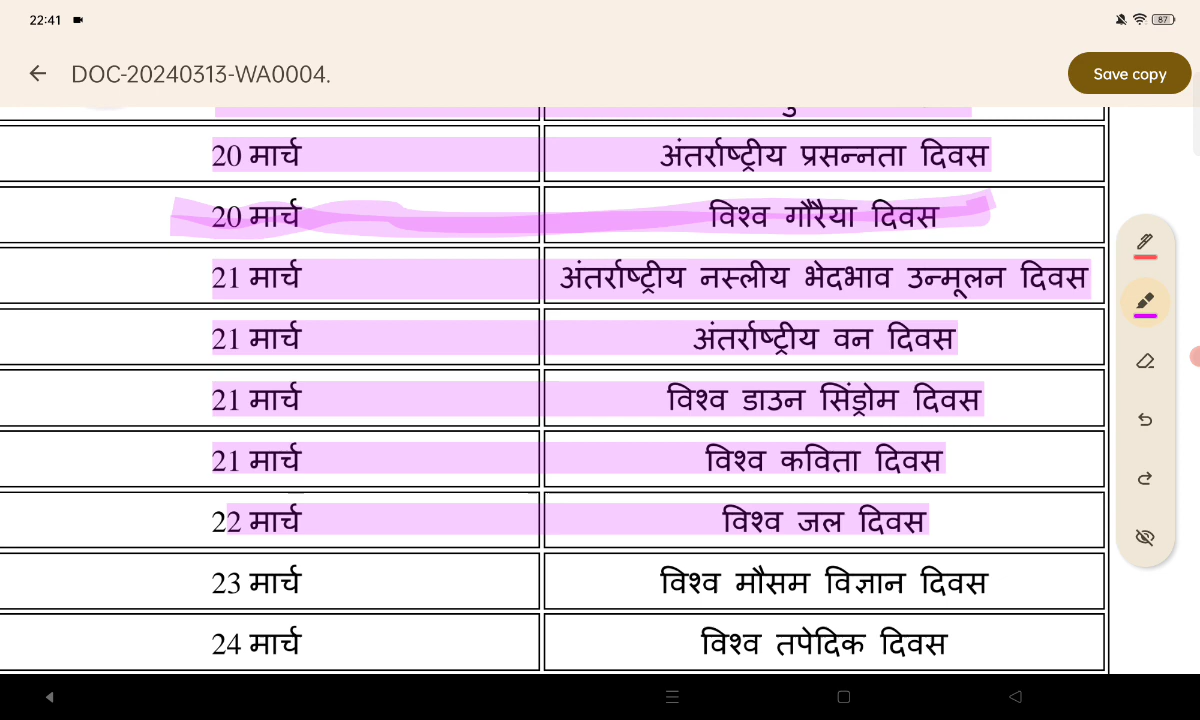 22:41
87
DOC-20240313-WA0004.
Save copy
20 मार्च अंतर्राष्ट्रीय प्रसन्नता दिवस
20 मार्च विश्व गौरैया दिवस
21 मार्च अंतर्राष्ट्रीय नस्लीय भेदभाव उन्मूलन दिवस
21 मार्च अंतर्राष्ट्रीय वन दिवस
21 मार्च विश्व डाउन सिंड्रोम दिवस
21 मार्च विश्व कविता दिवस
22 मार्च विश्व जल दिवस
23 मार्च विश्व मौसम विज्ञान दिवस
24 मार्च विश्व तपेदिक दिवस